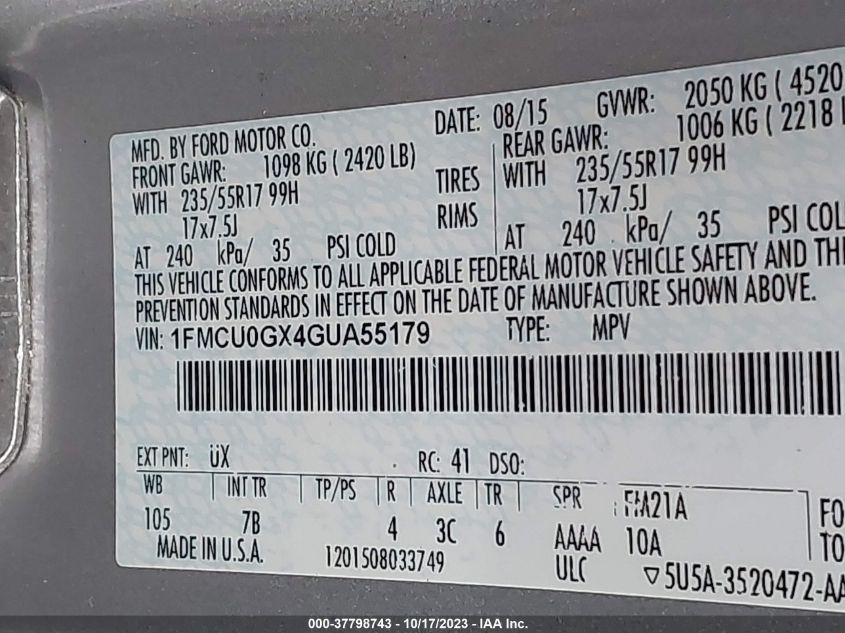 MFD. BY FORD MOTOR CO. DATE: 08/15 GVWR: 2050 KG ( 4520
FRONT GAWR: 1098 KG ( 2420 LB) REAR GAWR: 1006 KG ( 2218
WITH 235/55R17 99H TIRES WITH 235/55R17 99H
17x7.5J RIMS 17x7.5J
AT 240 kPa/ 35 PSI COLD AT 240 kPa/ 35 PSI COL
THIS VEHICLE CONFORMS TO ALL APPLICABLE FEDERAL MOTOR VEHICLE SAFETY AND
PREVENTION STANDARDS IN EFFECT ON THE DATE OF MANUFACTURE SHOWN ABOVE.
VIN: 1FMCU0GX4GUA55179 TYPE: MPV
EXT PNT: UX RC: 41 DSO:
WB INT TR TP/PS R AXLE TR SPR
105 7B 4 3C 6 AAAA 10A
MADE IN U.S.A. 1201508033749 ULC 5U5A-3520472-AA
FO
TO
000-37798743 - 10/17/2023 - IAA Inc.